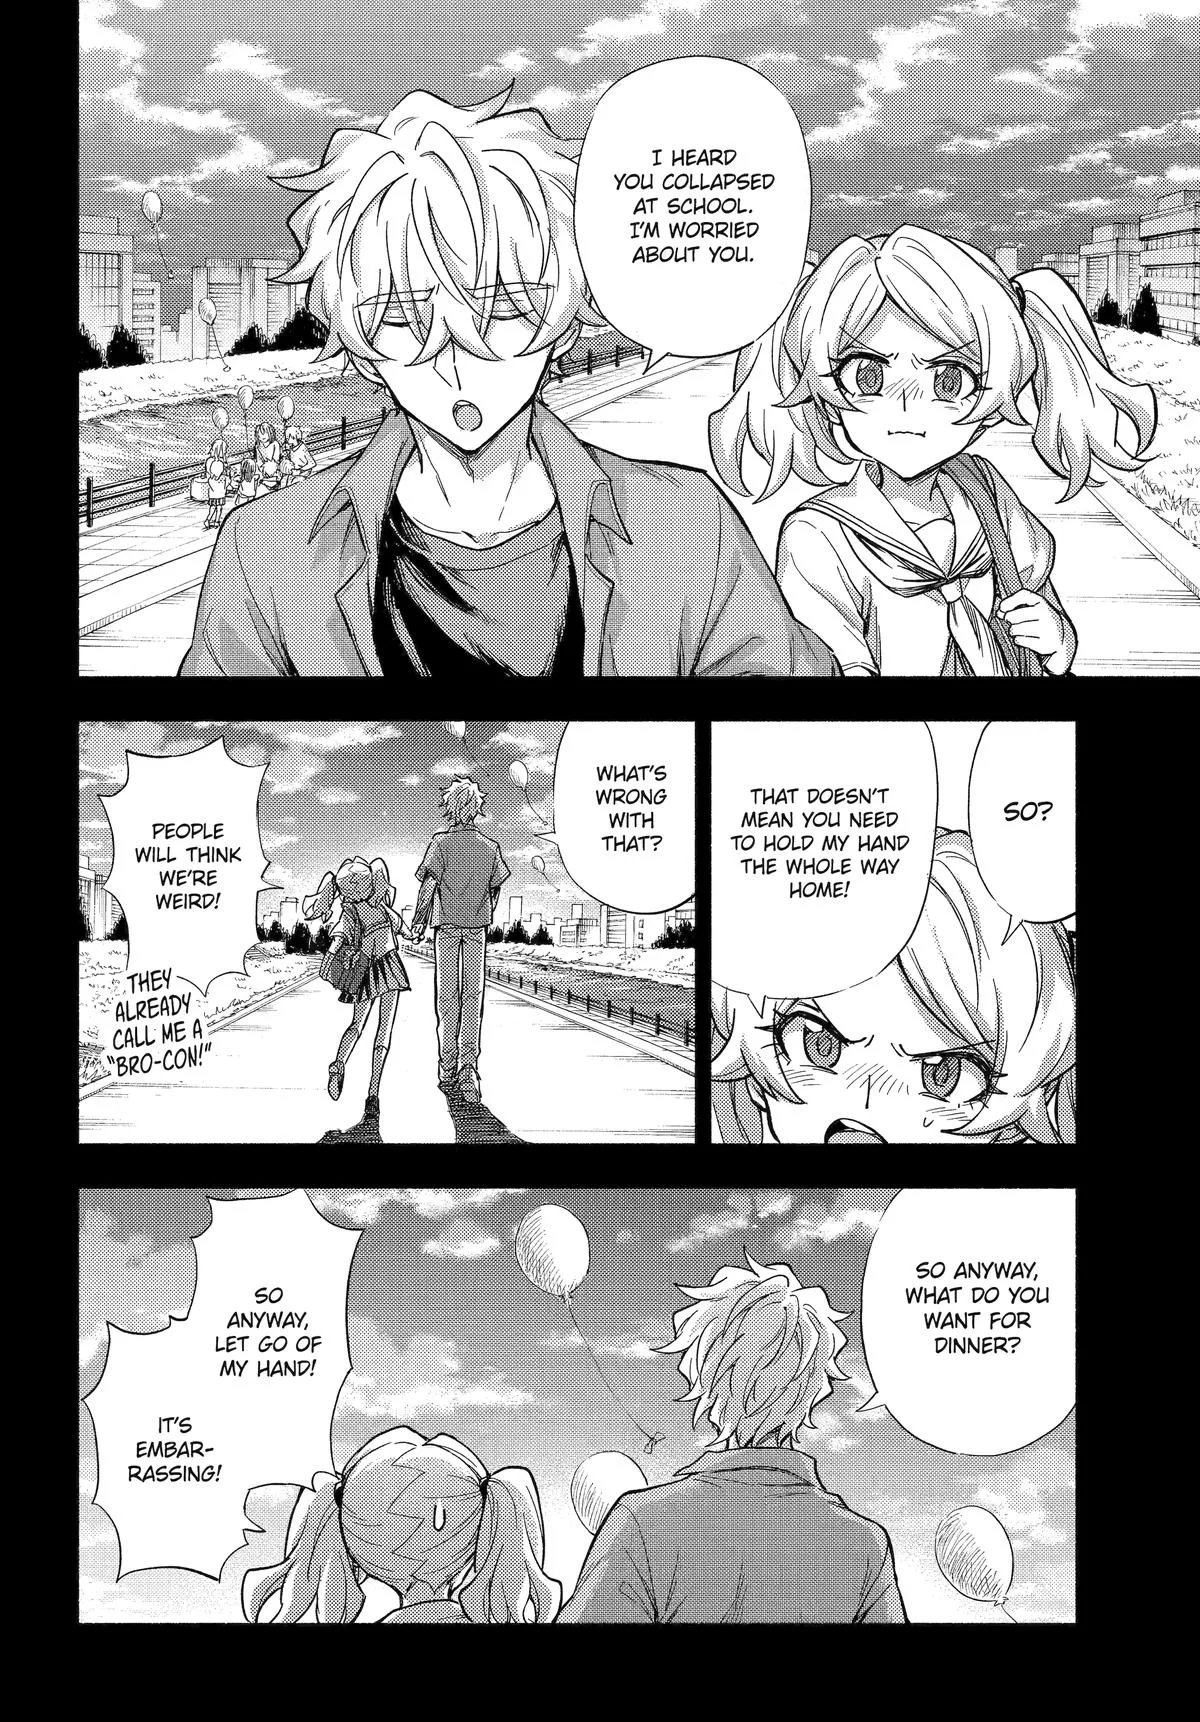 I HEARD
YOU COLLAPSED
AT SCHOOL.
I'M WORRIED
ABOUT YOU.
SO?
THAT DOESN'T
MEAN YOU NEED
TO HOLD MY HAND
THE WHOLE WAY
HOME!
WHAT'S
WRONG
WITH
THAT?
PEOPLE
WILL THINK
WE'RE
WEIRD!
THEY
ALREADY
CALL ME A
"BRO-CON!"
SO ANYWAY,
WHAT DO YOU
WANT FOR
DINNER?
SO
ANYWAY,
LET GO OF
MY HAND!
IT'S
EMBAR-
RASSING!